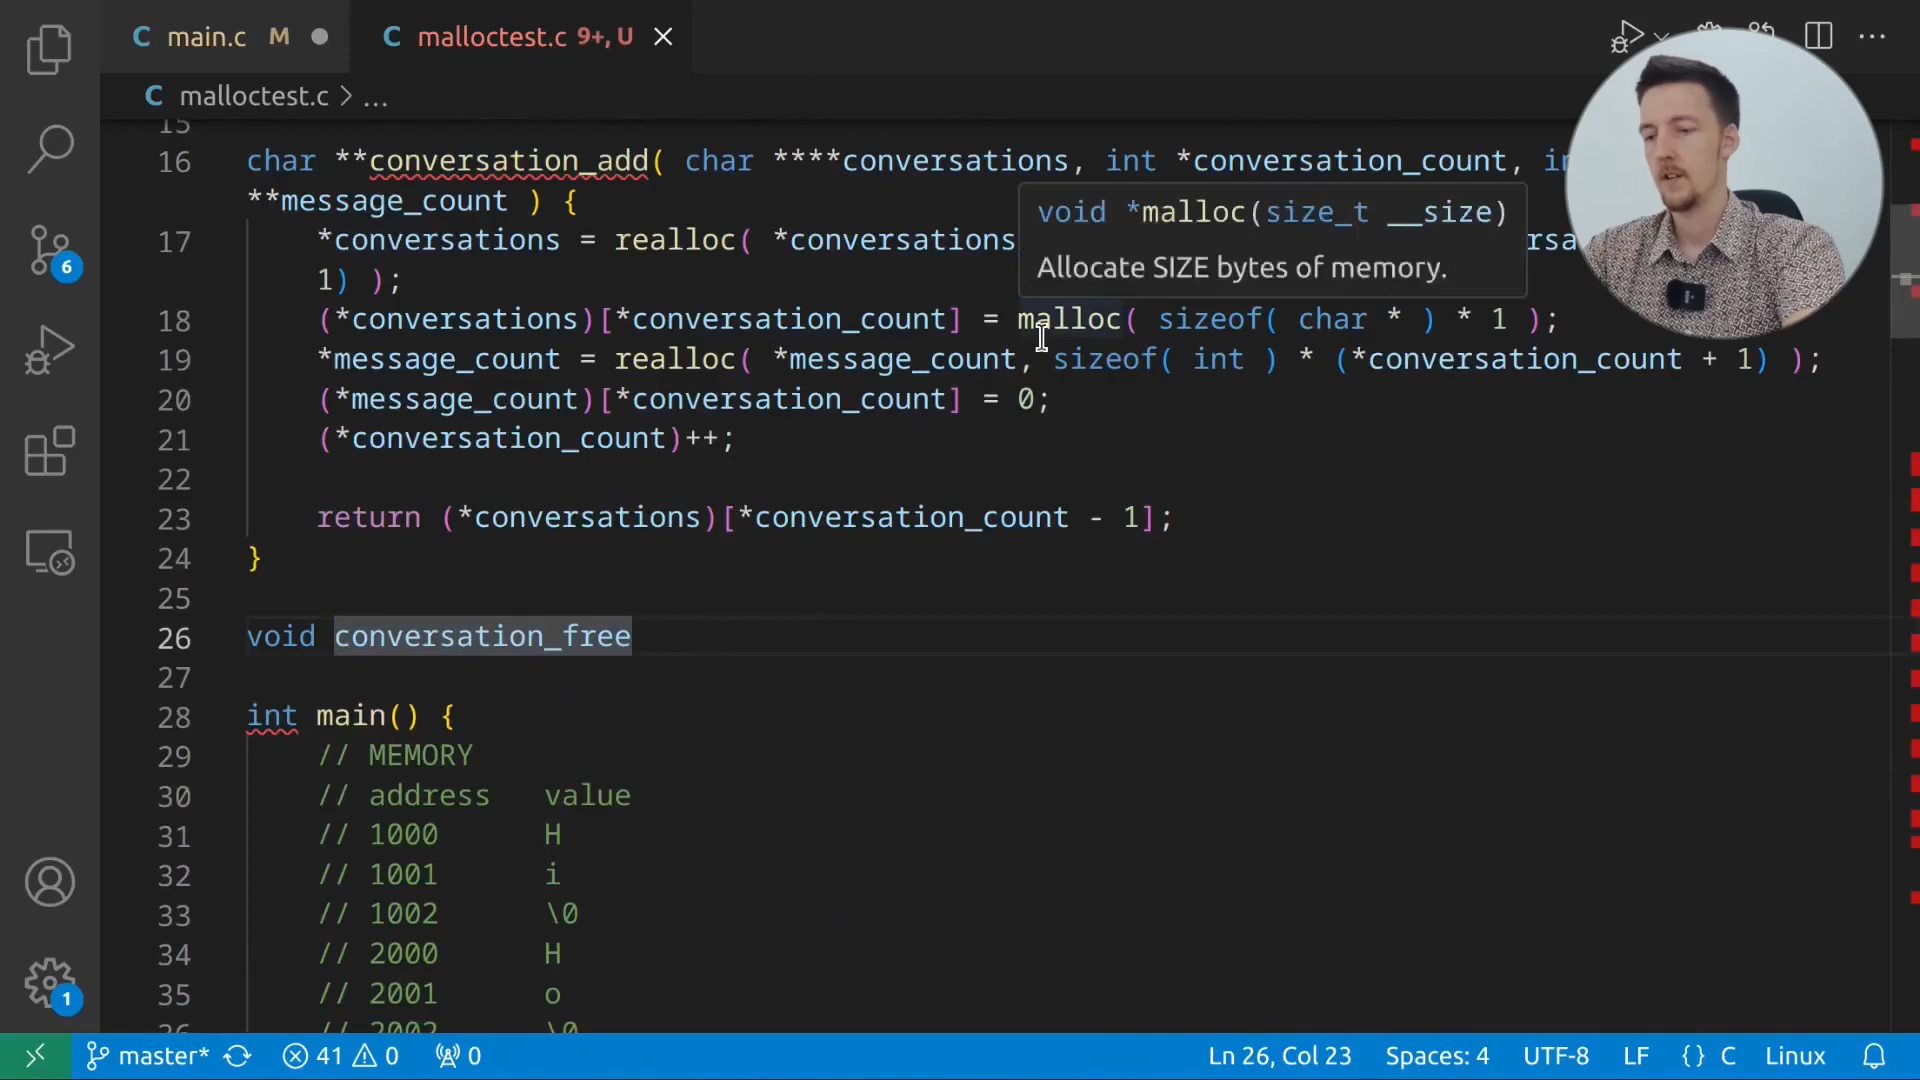 main.c M
malloctest.c 9+, U
malloctest.c > ...
15
16 char **conversation_add( char ****conversations, int *conversation_count,
**message_count ) {
17 *conversations = realloc( *conversations
1) );
void *malloc(size_t __size)
Allocate SIZE bytes of memory.
18 (*conversations)[*conversation_count] = malloc( sizeof( char * ) * 1 );
19 *message_count = realloc( *message_count, sizeof( int ) * (*conversation_count + 1) );
20 (*message_count)[*conversation_count] = 0;
21 (*conversation_count)++;
22
23 return (*conversations)[*conversation_count - 1];
24 }
25
26 void conversation_free
27
28 int main() {
29 // MEMORY
30 // address value
31 // 1000 H
32 // 1001 i
33 // 1002 \0
34 // 2000 H
35 // 2001 o
36 // 2002 \0
6
1
master* 41 0 0 Ln 26, Col 23 Spaces: 4 UTF-8 LF {} C Linux